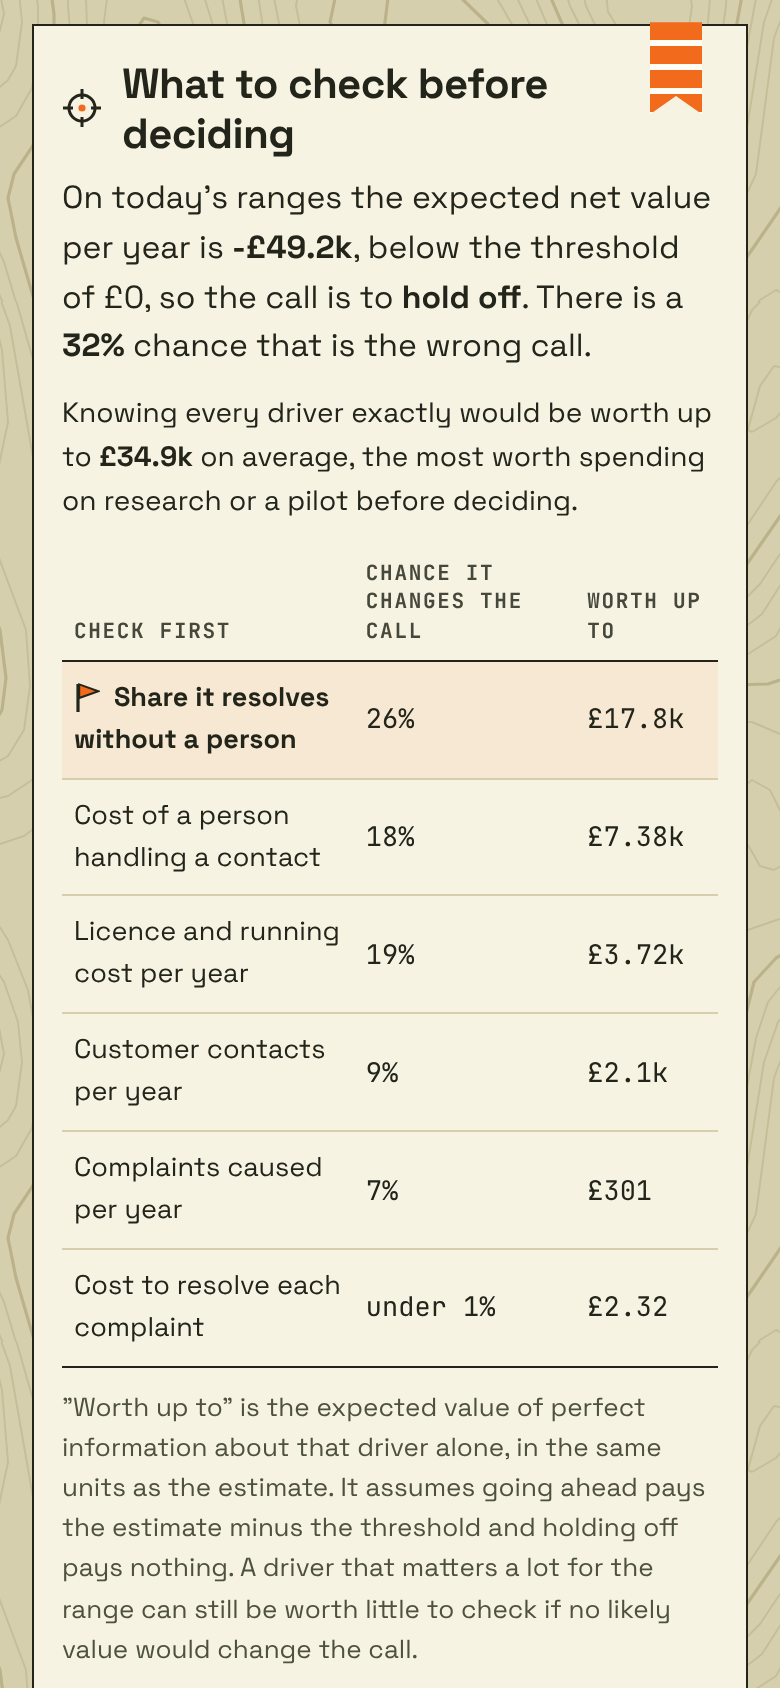 What to check before
deciding
On today's ranges the expected net value
per year is -£49.2k, below the threshold
of £0, so the call is to hold off. There is a
32% chance that is the wrong call.
Knowing every driver exactly would be worth up
to £34.9k on average, the most worth spending
on research or a pilot before deciding.
CHECK FIRST CHANCE IT CHANGES THE CALL WORTH UP TO
Share it resolves without a person 26% £17.8k
Cost of a person handling a contact 18% £7.38k
Licence and running cost per year 19% £3.72k
Customer contacts per year 9% £2.1k
Complaints caused per year 7% £301
Cost to resolve each complaint under 1% £2.32
”Worth up to” is the expected value of perfect
information about that driver alone, in the same
units as the estimate. It assumes going ahead pays
the estimate minus the threshold and holding off
pays nothing. A driver that matters a lot for the
range can still be worth little to check if no likely
value would change the call.